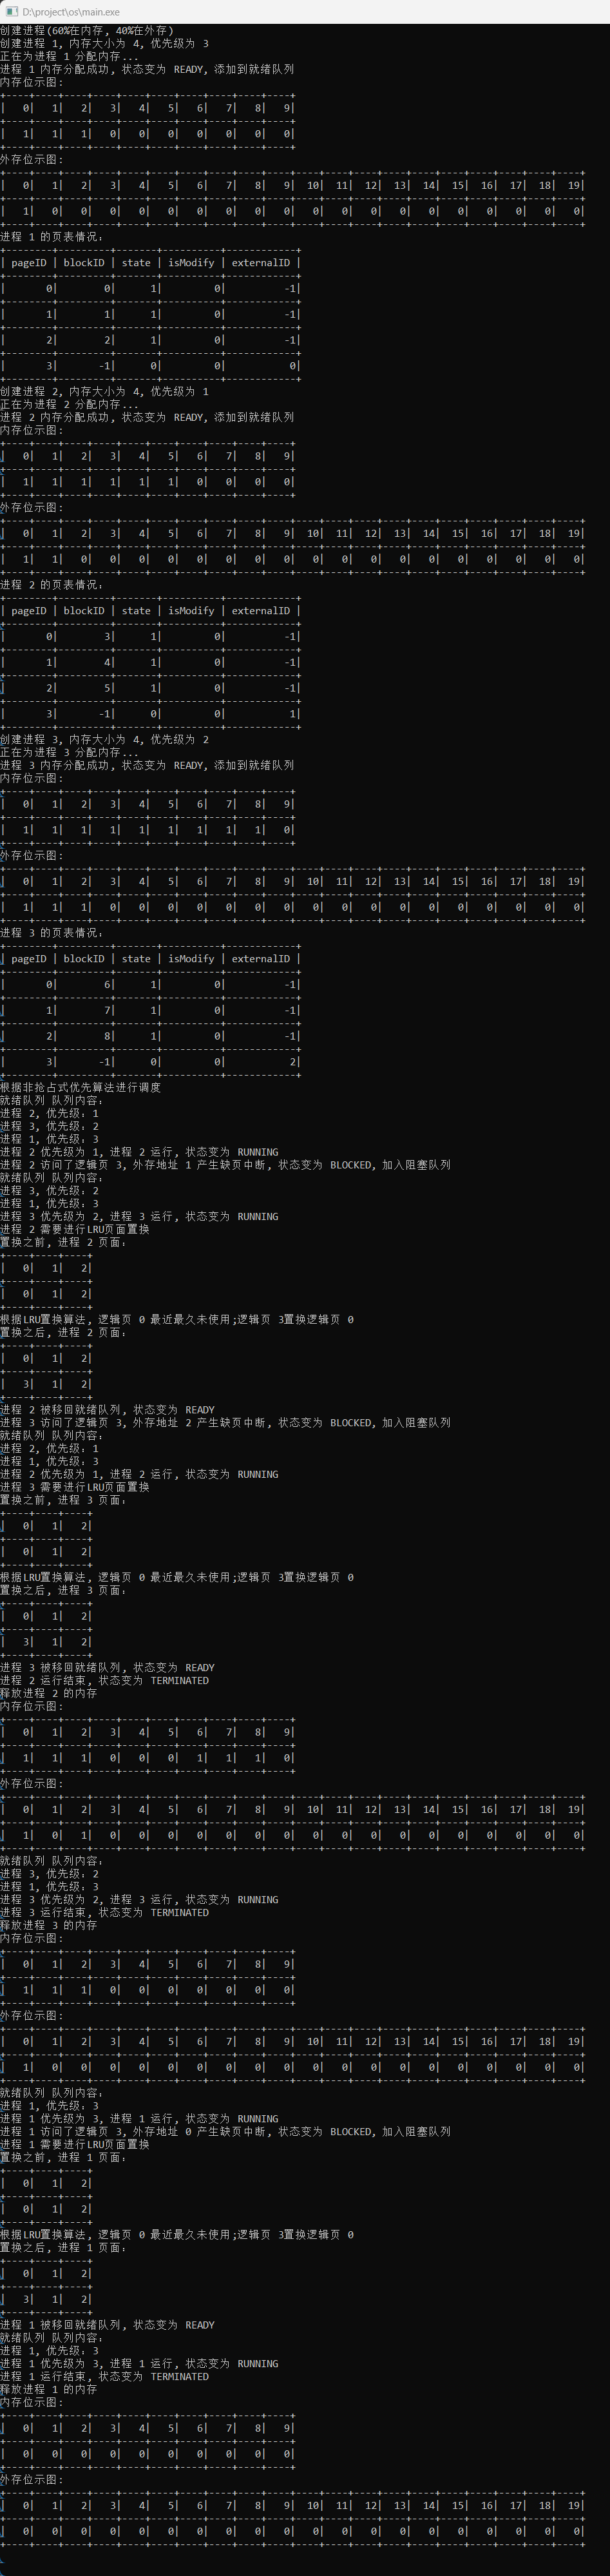 D:\project\os\main.exe
创建进程(60%在内存, 40%在外存)
创建进程 1, 内存大小为 4, 优先级为 3
正在为进程 1 分配内存...
进程 1 内存分配成功, 状态变为 READY, 添加到就绪队列
内存位示图:
+----+----+----+----+----+----+----+----+----+----+
|   0|   1|   2|   3|   4|   5|   6|   7|   8|   9|
+----+----+----+----+----+----+----+----+----+----+
|   1|   1|   1|   0|   0|   0|   0|   0|   0|   0|
+----+----+----+----+----+----+----+----+----+----+
外存位示图:
+----+----+----+----+----+----+----+----+----+----+----+----+----+----+----+----+----+----+----+----+
|   0|   1|   2|   3|   4|   5|   6|   7|   8|   9|  10|  11|  12|  13|  14|  15|  16|  17|  18|  19|
+----+----+----+----+----+----+----+----+----+----+----+----+----+----+----+----+----+----+----+----+
|   1|   0|   0|   0|   0|   0|   0|   0|   0|   0|   0|   0|   0|   0|   0|   0|   0|   0|   0|   0|
+----+----+----+----+----+----+----+----+----+----+----+----+----+----+----+----+----+----+----+----+
进程 1 的页表情况:
+--------+---------+-------+----------+------------+
| pageID | blockID | state | isModify | externalID |
+--------+---------+-------+----------+------------+
|       0|        0|      1|         0|          -1|
+--------+---------+-------+----------+------------+
|       1|        1|      1|         0|          -1|
+--------+---------+-------+----------+------------+
|       2|        2|      1|         0|          -1|
+--------+---------+-------+----------+------------+
|       3|       -1|      0|         0|           0|
+--------+---------+-------+----------+------------+
创建进程 2, 内存大小为 4, 优先级为 1
正在为进程 2 分配内存...
进程 2 内存分配成功, 状态变为 READY, 添加到就绪队列
内存位示图:
+----+----+----+----+----+----+----+----+----+----+
|   0|   1|   2|   3|   4|   5|   6|   7|   8|   9|
+----+----+----+----+----+----+----+----+----+----+
|   1|   1|   1|   1|   1|   1|   0|   0|   0|   0|
+----+----+----+----+----+----+----+----+----+----+
外存位示图:
+----+----+----+----+----+----+----+----+----+----+----+----+----+----+----+----+----+----+----+----+
|   0|   1|   2|   3|   4|   5|   6|   7|   8|   9|  10|  11|  12|  13|  14|  15|  16|  17|  18|  19|
+----+----+----+----+----+----+----+----+----+----+----+----+----+----+----+----+----+----+----+----+
|   1|   1|   0|   0|   0|   0|   0|   0|   0|   0|   0|   0|   0|   0|   0|   0|   0|   0|   0|   0|
+----+----+----+----+----+----+----+----+----+----+----+----+----+----+----+----+----+----+----+----+
进程 2 的页表情况:
+--------+---------+-------+----------+------------+
| pageID | blockID | state | isModify | externalID |
+--------+---------+-------+----------+------------+
|       0|        3|      1|         0|          -1|
+--------+---------+-------+----------+------------+
|       1|        4|      1|         0|          -1|
+--------+---------+-------+----------+------------+
|       2|        5|      1|         0|          -1|
+--------+---------+-------+----------+------------+
|       3|       -1|      0|         0|           1|
+--------+---------+-------+----------+------------+
创建进程 3, 内存大小为 4, 优先级为 2
正在为进程 3 分配内存...
进程 3 内存分配成功, 状态变为 READY, 添加到就绪队列
内存位示图:
+----+----+----+----+----+----+----+----+----+----+
|   0|   1|   2|   3|   4|   5|   6|   7|   8|   9|
+----+----+----+----+----+----+----+----+----+----+
|   1|   1|   1|   1|   1|   1|   1|   1|   1|   0|
+----+----+----+----+----+----+----+----+----+----+
外存位示图:
+----+----+----+----+----+----+----+----+----+----+----+----+----+----+----+----+----+----+----+----+
|   0|   1|   2|   3|   4|   5|   6|   7|   8|   9|  10|  11|  12|  13|  14|  15|  16|  17|  18|  19|
+----+----+----+----+----+----+----+----+----+----+----+----+----+----+----+----+----+----+----+----+
|   1|   1|   1|   0|   0|   0|   0|   0|   0|   0|   0|   0|   0|   0|   0|   0|   0|   0|   0|   0|
+----+----+----+----+----+----+----+----+----+----+----+----+----+----+----+----+----+----+----+----+
进程 3 的页表情况:
+--------+---------+-------+----------+------------+
| pageID | blockID | state | isModify | externalID |
+--------+---------+-------+----------+------------+
|       0|        6|      1|         0|          -1|
+--------+---------+-------+----------+------------+
|       1|        7|      1|         0|          -1|
+--------+---------+-------+----------+------------+
|       2|        8|      1|         0|          -1|
+--------+---------+-------+----------+------------+
|       3|       -1|      0|         0|           2|
+--------+---------+-------+----------+------------+
根据非抢占式优先算法进行调度
就绪队列 队列内容:
进程 2, 优先级: 1
进程 3, 优先级: 2
进程 1, 优先级: 3
进程 2 优先级为 1, 进程 2 运行, 状态变为 RUNNING
进程 2 访问了逻辑页 3, 外存地址 1 产生缺页中断, 状态变为 BLOCKED, 加入阻塞队列
就绪队列 队列内容:
进程 3, 优先级: 2
进程 1, 优先级: 3
进程 3 优先级为 2, 进程 3 运行, 状态变为 RUNNING
进程 2 需要进行LRU页面置换
置换之前, 进程 2 页面:
+----+----+----+
|   0|   1|   2|
+----+----+----+
|   0|   1|   2|
+----+----+----+
根据LRU置换算法, 逻辑页 0 最近最久未使用;逻辑页 3置换逻辑页 0
置换之后, 进程 2 页面:
+----+----+----+
|   0|   1|   2|
+----+----+----+
|   3|   1|   2|
+----+----+----+
进程 2 被移回就绪队列, 状态变为 READY
进程 3 访问了逻辑页 3, 外存地址 2 产生缺页中断, 状态变为 BLOCKED, 加入阻塞队列
就绪队列 队列内容:
进程 2, 优先级: 1
进程 1, 优先级: 3
进程 2 优先级为 1, 进程 2 运行, 状态变为 RUNNING
进程 3 需要进行LRU页面置换
置换之前, 进程 3 页面:
+----+----+----+
|   0|   1|   2|
+----+----+----+
|   0|   1|   2|
+----+----+----+
根据LRU置换算法, 逻辑页 0 最近最久未使用;逻辑页 3置换逻辑页 0
置换之后, 进程 3 页面:
+----+----+----+
|   0|   1|   2|
+----+----+----+
|   3|   1|   2|
+----+----+----+
进程 3 被移回就绪队列, 状态变为 READY
进程 2 运行结束, 状态变为 TERMINATED
释放进程 2 的内存
内存位示图:
+----+----+----+----+----+----+----+----+----+----+
|   0|   1|   2|   3|   4|   5|   6|   7|   8|   9|
+----+----+----+----+----+----+----+----+----+----+
|   1|   1|   1|   0|   0|   0|   1|   1|   1|   0|
+----+----+----+----+----+----+----+----+----+----+
外存位示图:
+----+----+----+----+----+----+----+----+----+----+----+----+----+----+----+----+----+----+----+----+
|   0|   1|   2|   3|   4|   5|   6|   7|   8|   9|  10|  11|  12|  13|  14|  15|  16|  17|  18|  19|
+----+----+----+----+----+----+----+----+----+----+----+----+----+----+----+----+----+----+----+----+
|   1|   0|   1|   0|   0|   0|   0|   0|   0|   0|   0|   0|   0|   0|   0|   0|   0|   0|   0|   0|
+----+----+----+----+----+----+----+----+----+----+----+----+----+----+----+----+----+----+----+----+
就绪队列 队列内容:
进程 3, 优先级: 2
进程 1, 优先级: 3
进程 3 优先级为 2, 进程 3 运行, 状态变为 RUNNING
进程 3 运行结束, 状态变为 TERMINATED
释放进程 3 的内存
内存位示图:
+----+----+----+----+----+----+----+----+----+----+
|   0|   1|   2|   3|   4|   5|   6|   7|   8|   9|
+----+----+----+----+----+----+----+----+----+----+
|   1|   1|   1|   0|   0|   0|   0|   0|   0|   0|
+----+----+----+----+----+----+----+----+----+----+
外存位示图:
+----+----+----+----+----+----+----+----+----+----+----+----+----+----+----+----+----+----+----+----+
|   0|   1|   2|   3|   4|   5|   6|   7|   8|   9|  10|  11|  12|  13|  14|  15|  16|  17|  18|  19|
+----+----+----+----+----+----+----+----+----+----+----+----+----+----+----+----+----+----+----+----+
|   1|   0|   0|   0|   0|   0|   0|   0|   0|   0|   0|   0|   0|   0|   0|   0|   0|   0|   0|   0|
+----+----+----+----+----+----+----+----+----+----+----+----+----+----+----+----+----+----+----+----+
就绪队列 队列内容:
进程 1, 优先级: 3
进程 1 优先级为 3, 进程 1 运行, 状态变为 RUNNING
进程 1 访问了逻辑页 3, 外存地址 0 产生缺页中断, 状态变为 BLOCKED, 加入阻塞队列
进程 1 需要进行LRU页面置换
置换之前, 进程 1 页面:
+----+----+----+
|   0|   1|   2|
+----+----+----+
|   0|   1|   2|
+----+----+----+
根据LRU置换算法, 逻辑页 0 最近最久未使用;逻辑页 3置换逻辑页 0
置换之后, 进程 1 页面:
+----+----+----+
|   0|   1|   2|
+----+----+----+
|   3|   1|   2|
+----+----+----+
进程 1 被移回就绪队列, 状态变为 READY
就绪队列 队列内容:
进程 1, 优先级: 3
进程 1 优先级为 3, 进程 1 运行, 状态变为 RUNNING
进程 1 运行结束, 状态变为 TERMINATED
释放进程 1 的内存
内存位示图:
+----+----+----+----+----+----+----+----+----+----+
|   0|   1|   2|   3|   4|   5|   6|   7|   8|   9|
+----+----+----+----+----+----+----+----+----+----+
|   0|   0|   0|   0|   0|   0|   0|   0|   0|   0|
+----+----+----+----+----+----+----+----+----+----+
外存位示图:
+----+----+----+----+----+----+----+----+----+----+----+----+----+----+----+----+----+----+----+----+
|   0|   1|   2|   3|   4|   5|   6|   7|   8|   9|  10|  11|  12|  13|  14|  15|  16|  17|  18|  19|
+----+----+----+----+----+----+----+----+----+----+----+----+----+----+----+----+----+----+----+----+
|   0|   0|   0|   0|   0|   0|   0|   0|   0|   0|   0|   0|   0|   0|   0|   0|   0|   0|   0|   0|
+----+----+----+----+----+----+----+----+----+----+----+----+----+----+----+----+----+----+----+----+